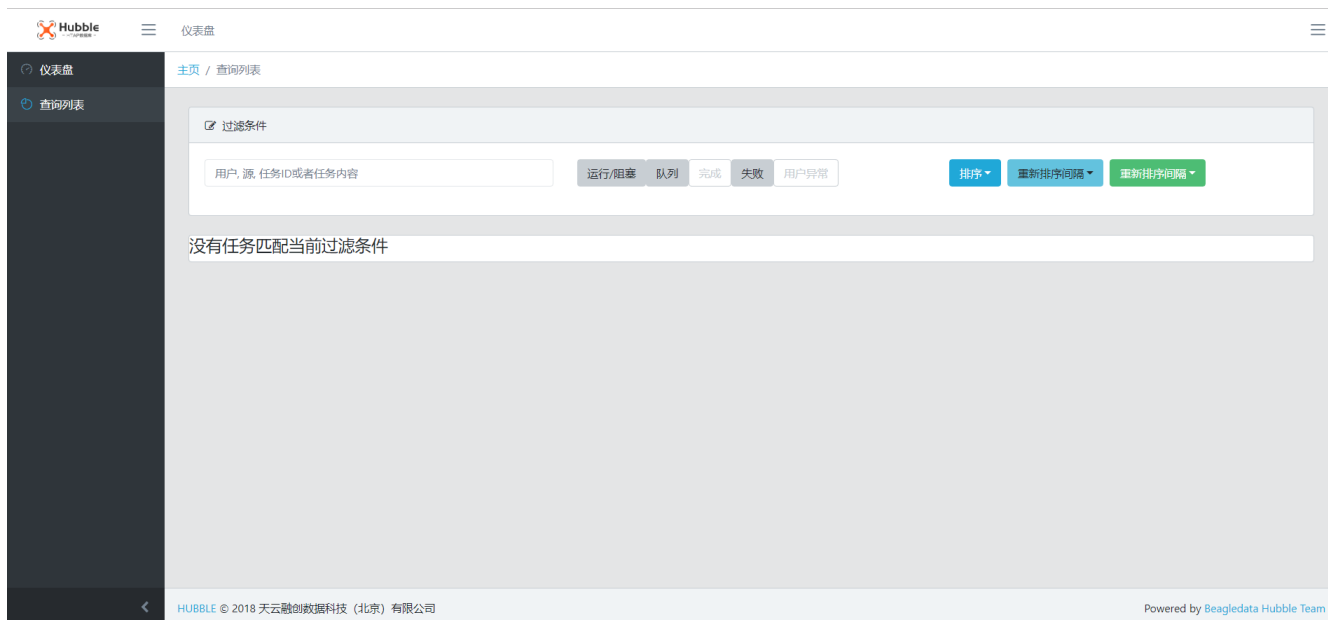 Hubble
仪表盘
仪表盘
主页 / 查询列表
查询列表
过滤条件
用户, 源, 任务ID或者任务内容
运行/阻塞 队列 完成 失败 用户异常
排序 重新排序间隔 重新排序间隔
没有任务匹配当前过滤条件
HUBBLE © 2018 天云融创数据科技（北京）有限公司
Powered by Beagledata Hubble Team